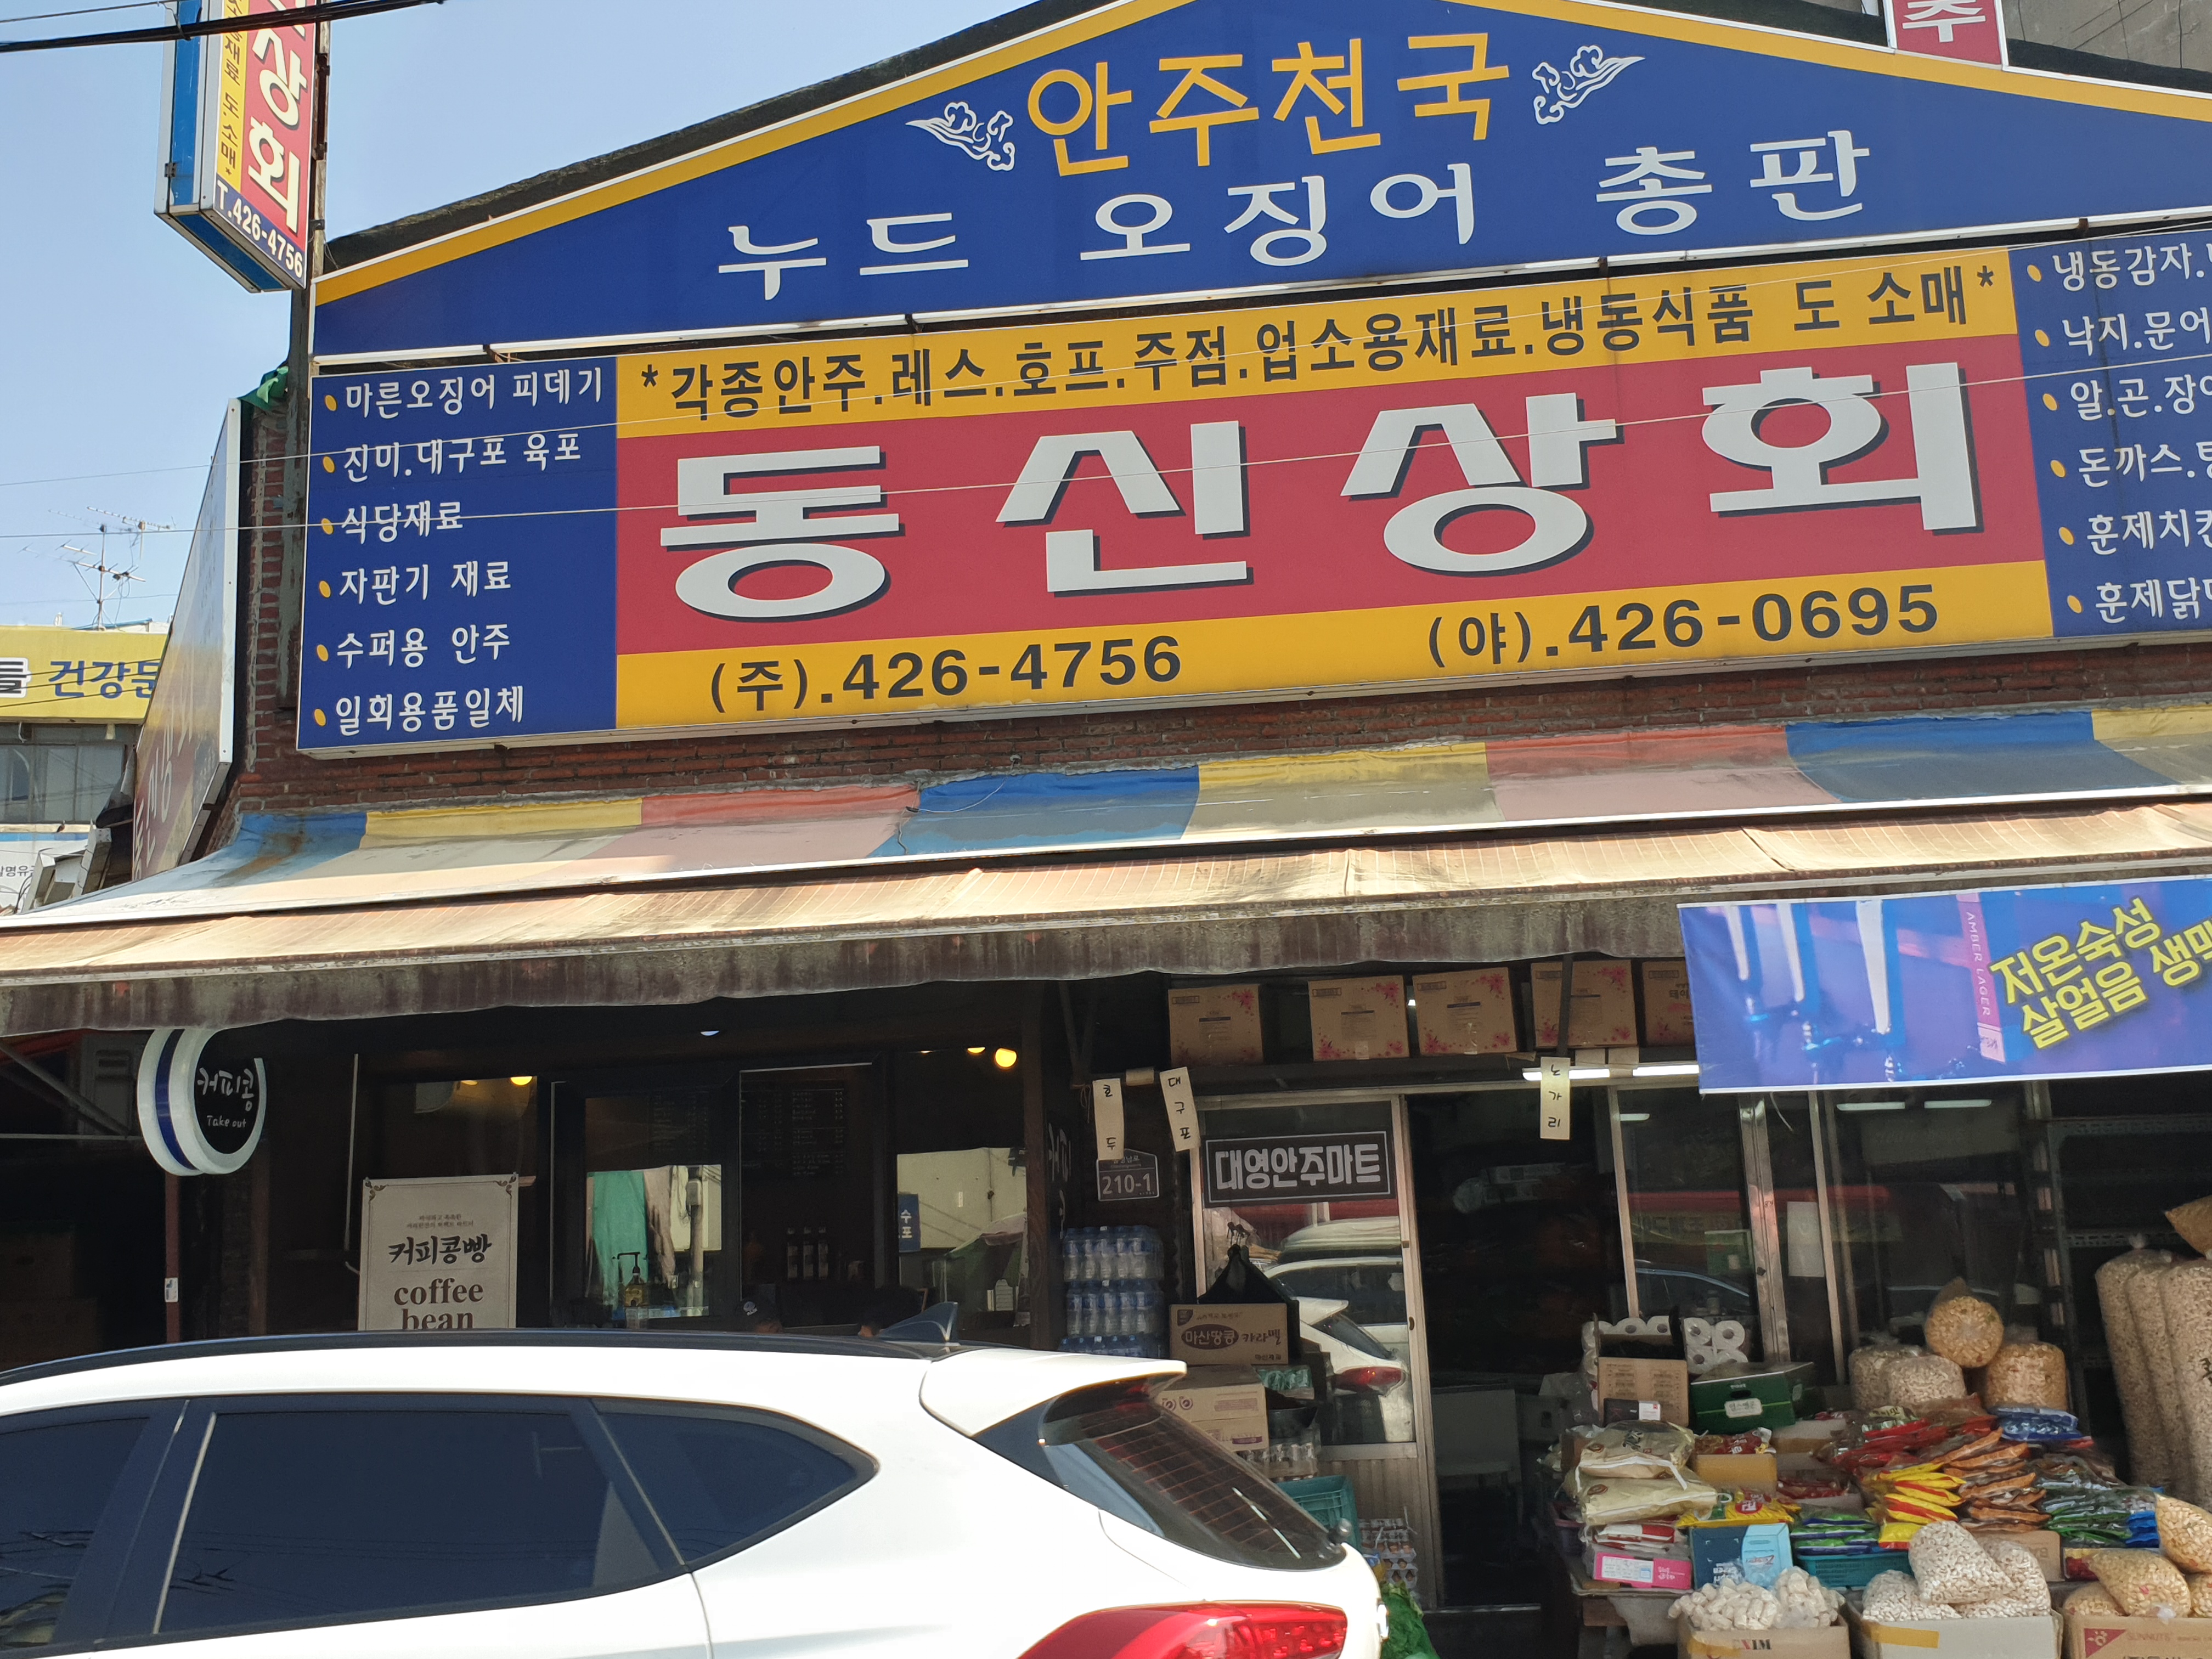 상회
도.소매*
T.426-4756
안주천국
누드 오징어 총판
*각종안주.레스.호프.주점.업소용재료.냉동식품 도 소매*
동신상회
(주).426-4756
(야).426-0695
마른오징어 피데기
진미.대구포 육포
식당재료
자판기 재료
수퍼용 안주
일회용품일체
냉동감자.
낙지.문어
알.곤.
돈까스.
훈제
훈제닭
건강
저온숙성
살얼음
AMBER LAGER
커피콩
Take out
커피콩빵
coffee
bean
호두
대구포
노가리
210-1
대영안주마트
마산땅콩 카라멜